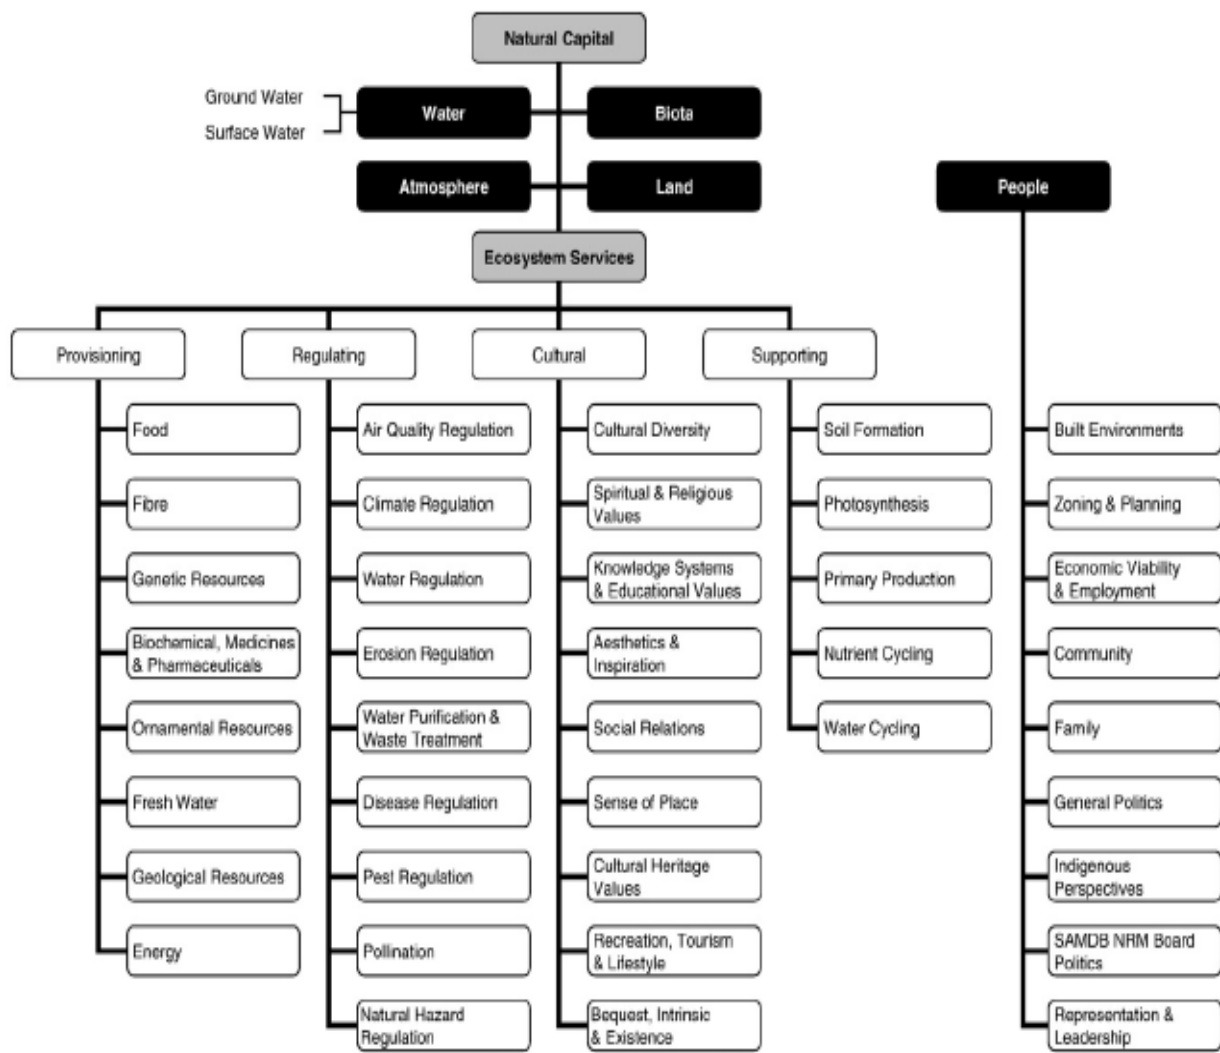 Natural Capital
Ground Water
Surface Water
Water
Biota
Atmosphere
Land
People
Ecosystem Services
Provisioning
Regulating
Cultural
Supporting
Food
Fibre
Genetic Resources
Biochemical, Medicines
& Pharmaceuticals
Ornamental Resources
Fresh Water
Geological Resources
Energy
Air Quality Regulation
Climate Regulation
Water Regulation
Erosion Regulation
Water Purification &
Waste Treatment
Disease Regulation
Pest Regulation
Pollination
Natural Hazard
Regulation
Cultural Diversity
Spiritual & Religious
Values
Knowledge Systems
& Educational Values
Aesthetics &
Inspiration
Social Relations
Sense of Place
Cultural Heritage
Values
Recreation, Tourism
& Lifestyle
Bequest, Intrinsic
& Existence
Soil Formation
Photosynthesis
Primary Production
Nutrient Cycling
Water Cycling
Built Environments
Zoning & Planning
Economic Viability
& Employment
Community
Family
General Politics
Indigenous
Perspectives
SAMDB NRM Board
Politics
Representation &
Leadership